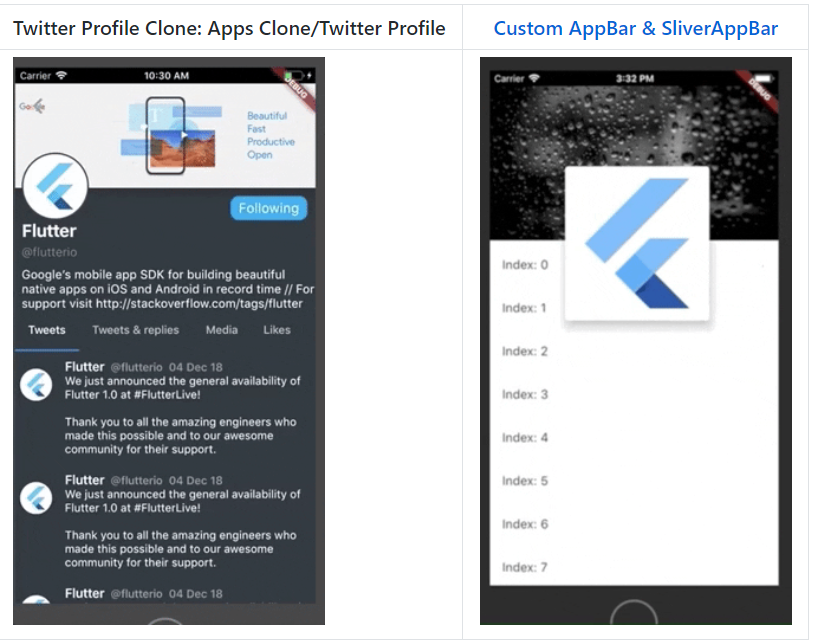 Twitter Profile Clone: Apps Clone/Twitter Profile
Custom AppBar & SliverAppBar
Carrier
10:30 AM
DEBUG
Google
Beautiful
Fast
Productive
Open
Following
Flutter
@flutterio
Google's mobile app SDK for building beautiful
native apps on iOS and Android in record time // For
support visit http://stackoverflow.com/tags/flutter
Tweets
Tweets & replies
Media
Likes
Flutter @flutterio 04 Dec 18
We just announced the general availability of
Flutter 1.0 at #FlutterLive!
Thank you to all the amazing engineers who
made this possible and to our awesome
community for their support.
Flutter @flutterio 04 Dec 18
We just announced the general availability of
Flutter 1.0 at #FlutterLive!
Thank you to all the amazing engineers who
made this possible and to our awesome
community for their support.
Flutter @flutterio 04 Dec 18
Carrier
3:32 PM
DEBUG
Index: 0
Index: 1
Index: 2
Index: 3
Index: 4
Index: 5
Index: 6
Index: 7